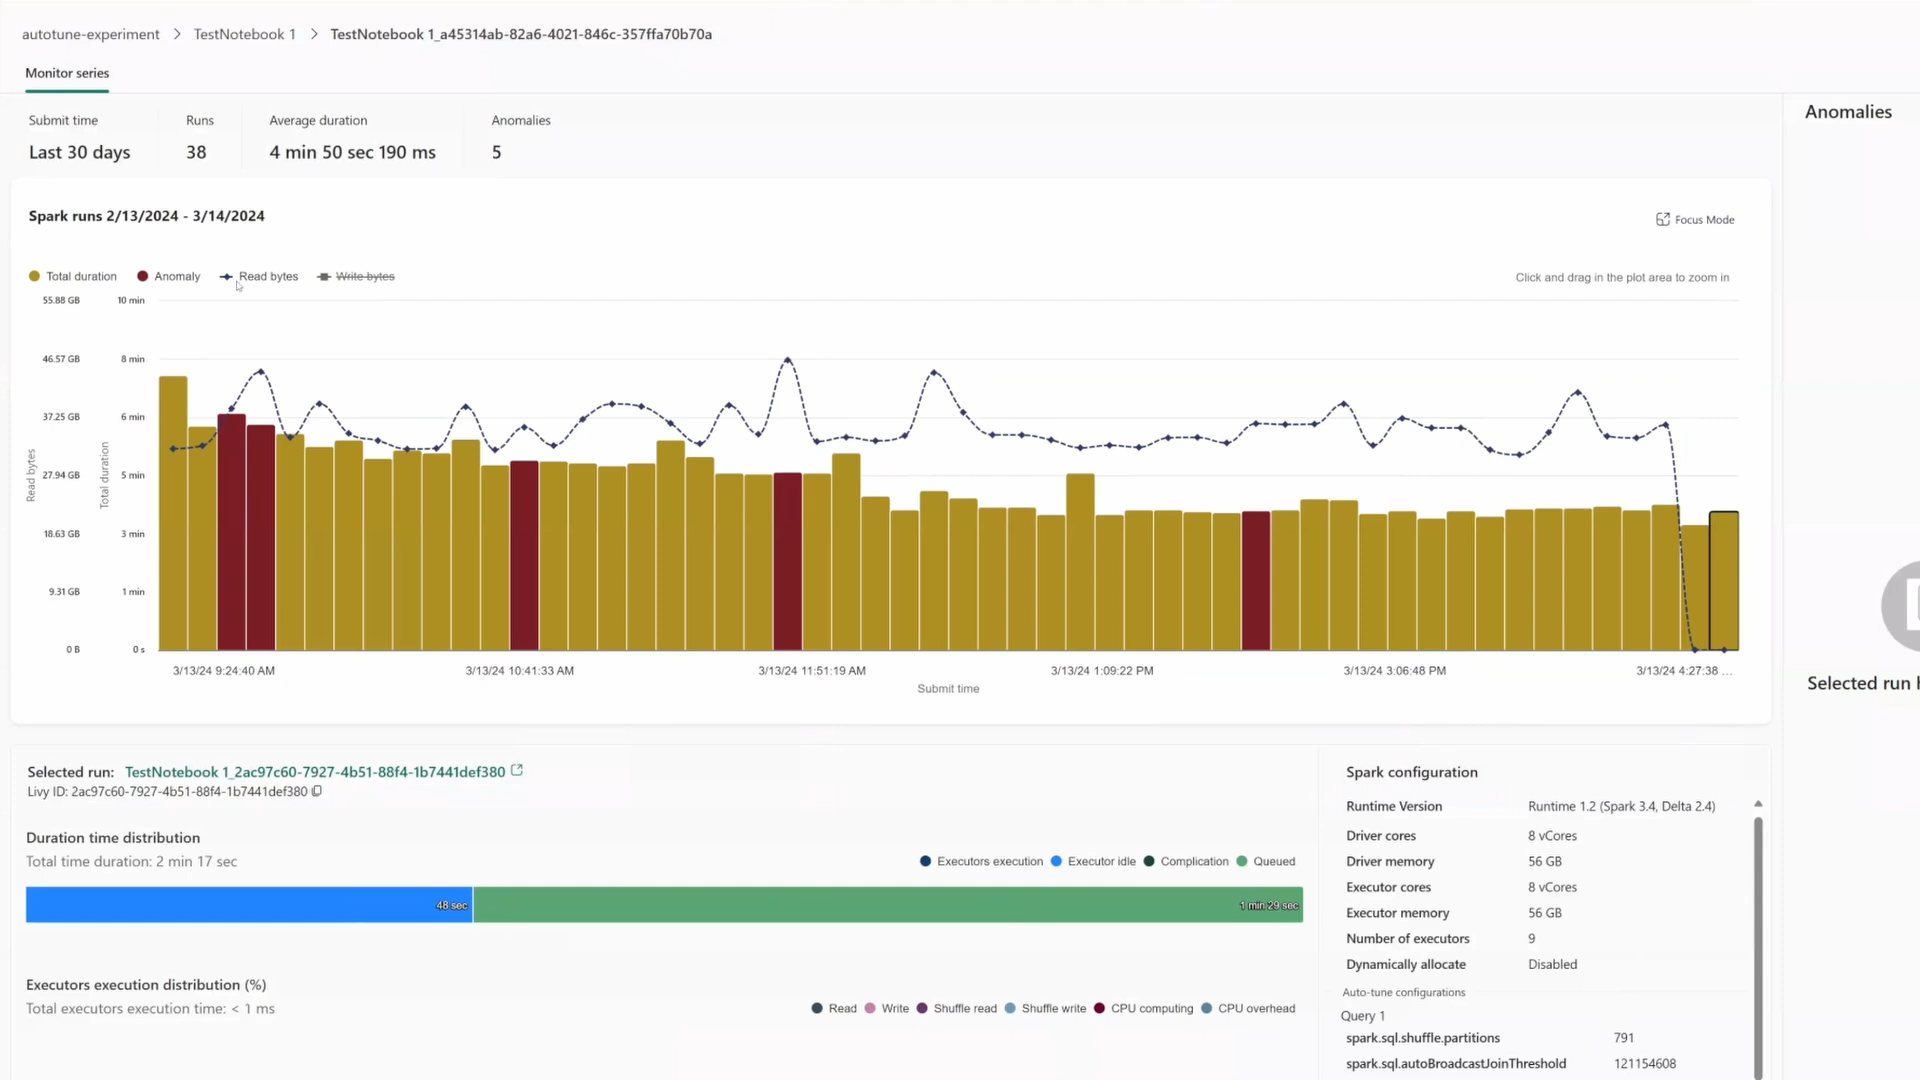 autotune-experiment > TestNotebook 1 > TestNotebook 1_a45314ab-82a6-4021-846c-357ffa70b70a
Monitor series
Submit time Runs Average duration Anomalies
Last 30 days 38 4 min 50 sec 190 ms 5
Anomalies
Spark runs 2/13/2024 - 3/14/2024
Focus Mode
Total duration Anomaly Read bytes Write bytes
Click and drag in the plot area to zoom in
55.88 GB 10 min
46.57 GB 8 min
37.25 GB 6 min
27.94 GB 5 min
18.63 GB 3 min
9.31 GB 1 min
0 B 0 s
Read bytes
Total duration
3/13/24 9:24:40 AM 3/13/24 10:41:33 AM 3/13/24 11:51:19 AM 3/13/24 1:09:22 PM 3/13/24 3:06:48 PM 3/13/24 4:27:38 ...
Submit time
Selected run
Selected run: TestNotebook 1_2ac97c60-7927-4b51-88f4-1b7441def380
Livy ID: 2ac97c60-7927-4b51-88f4-1b7441def380
Duration time distribution
Total time duration: 2 min 17 sec
Executors execution Executor idle Complication Queued
48 sec 1 min 29 sec
Executors execution distribution (%)
Total executors execution time: < 1 ms
Read Write Shuffle read Shuffle write CPU computing CPU overhead
Spark configuration
Runtime Version Runtime 1.2 (Spark 3.4, Delta 2.4)
Driver cores 8 vCores
Driver memory 56 GB
Executor cores 8 vCores
Executor memory 56 GB
Number of executors 9
Dynamically allocate Disabled
Auto-tune configurations
Query 1
spark.sql.shuffle.partitions 791
spark.sql.autoBroadcastJoinThreshold 121154608